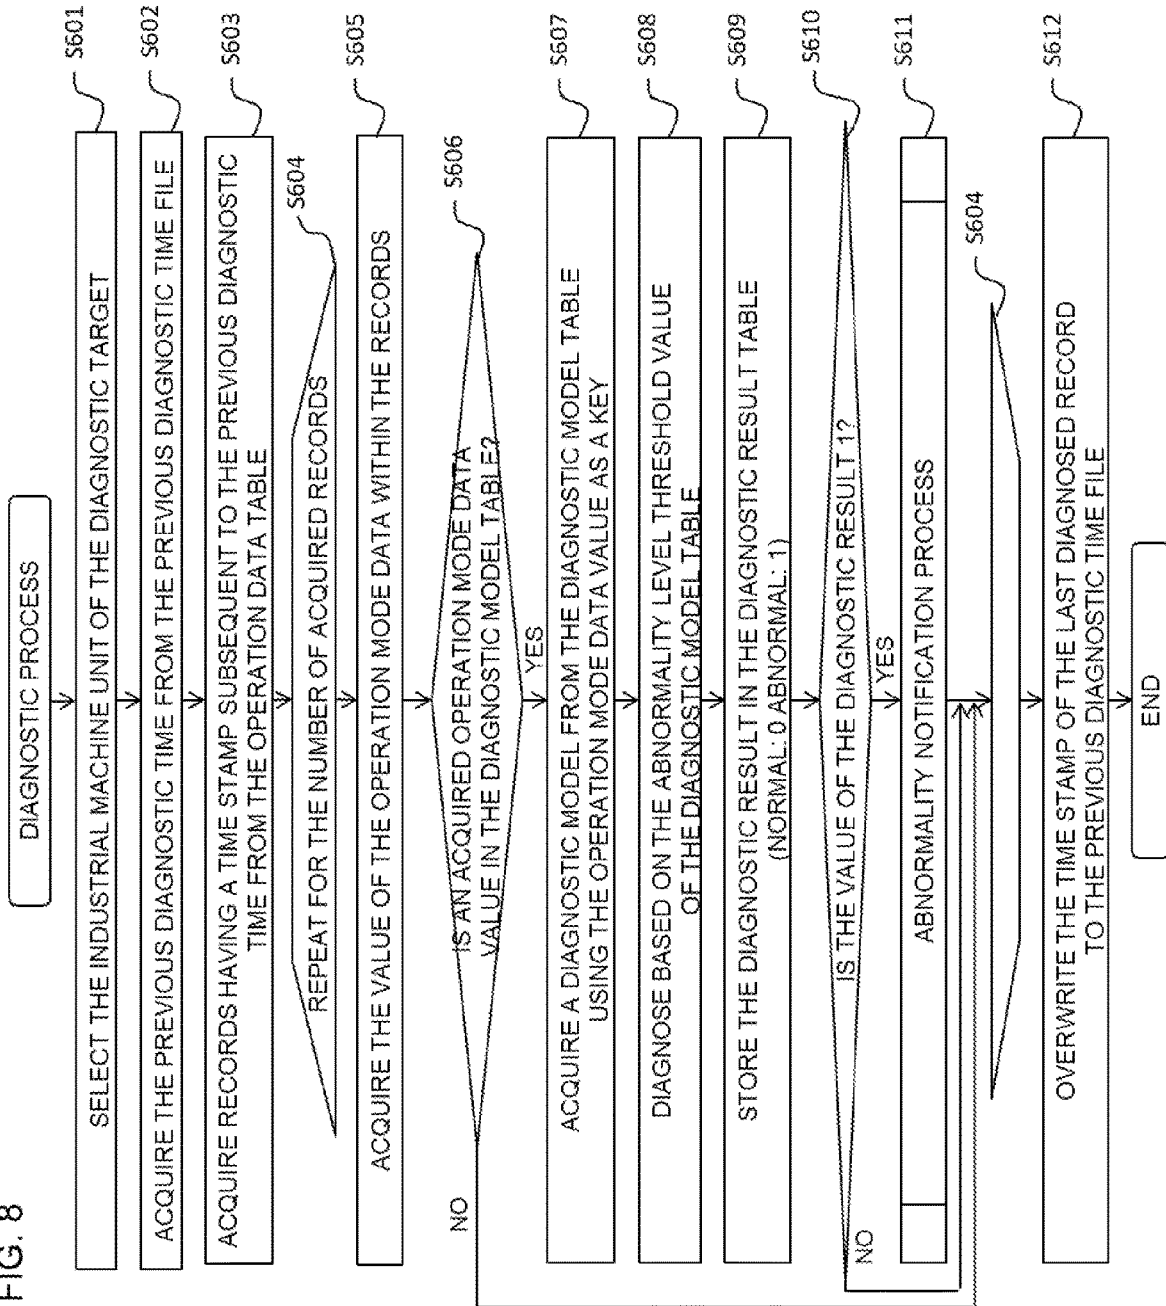 FIG. 8
DIAGNOSTIC PROCESS
SELECT THE INDUSTRIAL MACHINE UNIT OF THE DIAGNOSTIC TARGET
S601
ACQUIRE THE PREVIOUS DIAGNOSTIC TIME FROM THE PREVIOUS DIAGNOSTIC TIME FILE
S602
ACQUIRE RECORDS HAVING A TIME STAMP SUBSEQUENT TO THE PREVIOUS DIAGNOSTIC
TIME FROM THE OPERATION DATA TABLE
S603
REPEAT FOR THE NUMBER OF ACQUIRED RECORDS
S604
ACQUIRE THE VALUE OF THE OPERATION MODE DATA WITHIN THE RECORDS
S605
IS AN ACQUIRED OPERATION MODE DATA
VALUE IN THE DIAGNOSTIC MODEL TABLE?
S606
NO
YES
ACQUIRE A DIAGNOSTIC MODEL FROM THE DIAGNOSTIC MODEL TABLE
USING THE OPERATION MODE DATA VALUE AS A KEY
S607
DIAGNOSE BASED ON THE ABNORMALITY LEVEL THRESHOLD VALUE
OF THE DIAGNOSTIC MODEL TABLE
S608
STORE THE DIAGNOSTIC RESULT IN THE DIAGNOSTIC RESULT TABLE
(NORMAL: 0 ABNORMAL: 1)
S609
IS THE VALUE OF THE DIAGNOSTIC RESULT 1?
S610
NO
YES
ABNORMALITY NOTIFICATION PROCESS
S611
S604
OVERWRITE THE TIME STAMP OF THE LAST DIAGNOSED RECORD
TO THE PREVIOUS DIAGNOSTIC TIME FILE
S612
END